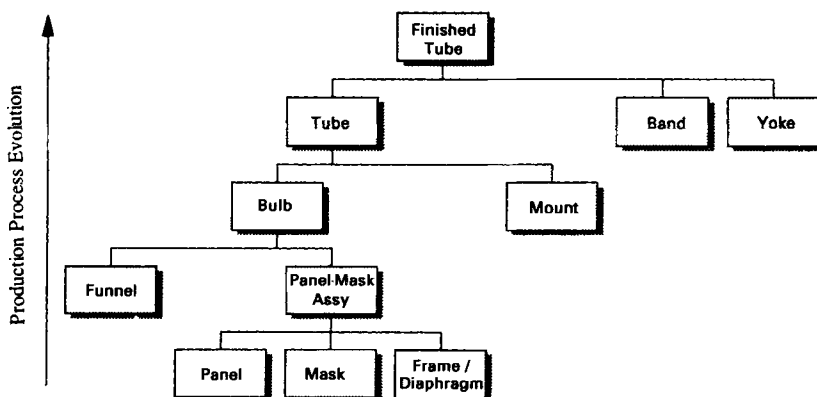 Finished
Tube
Tube
Band
Yoke
Bulb
Mount
Funnel
Panel-Mask
Assy
Panel
Mask
Frame /
Diaphragm
Production Process Evolution